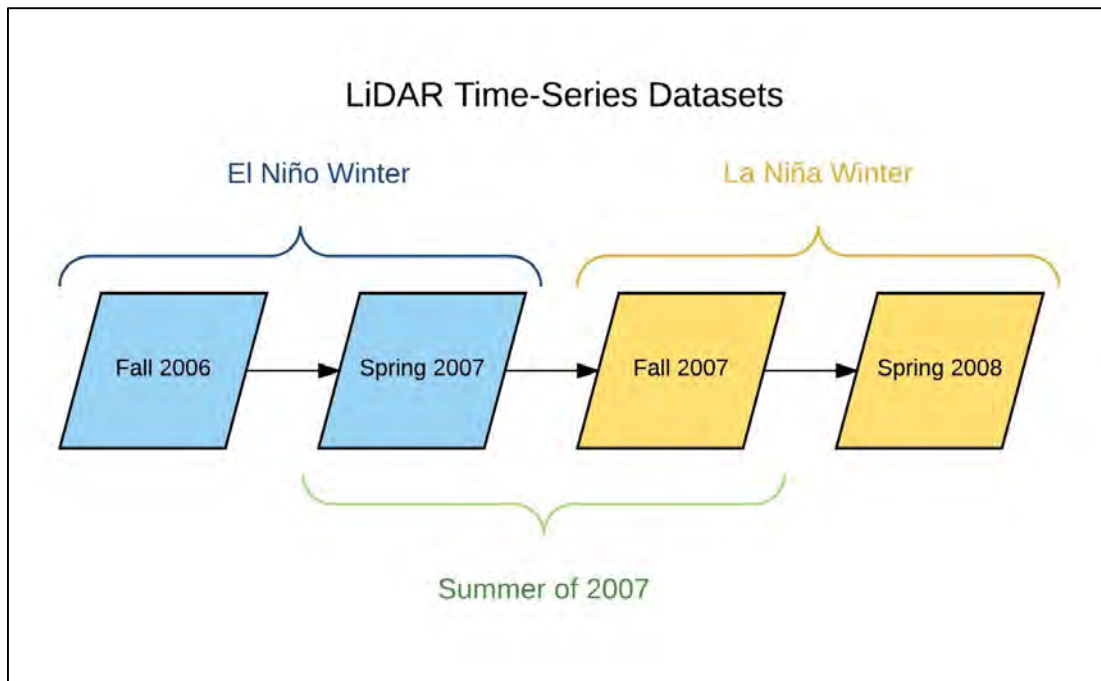 LiDAR Time-Series Datasets
El Niño Winter
La Niña Winter
Fall 2006
Spring 2007
Fall 2007
Spring 2008
Summer of 2007